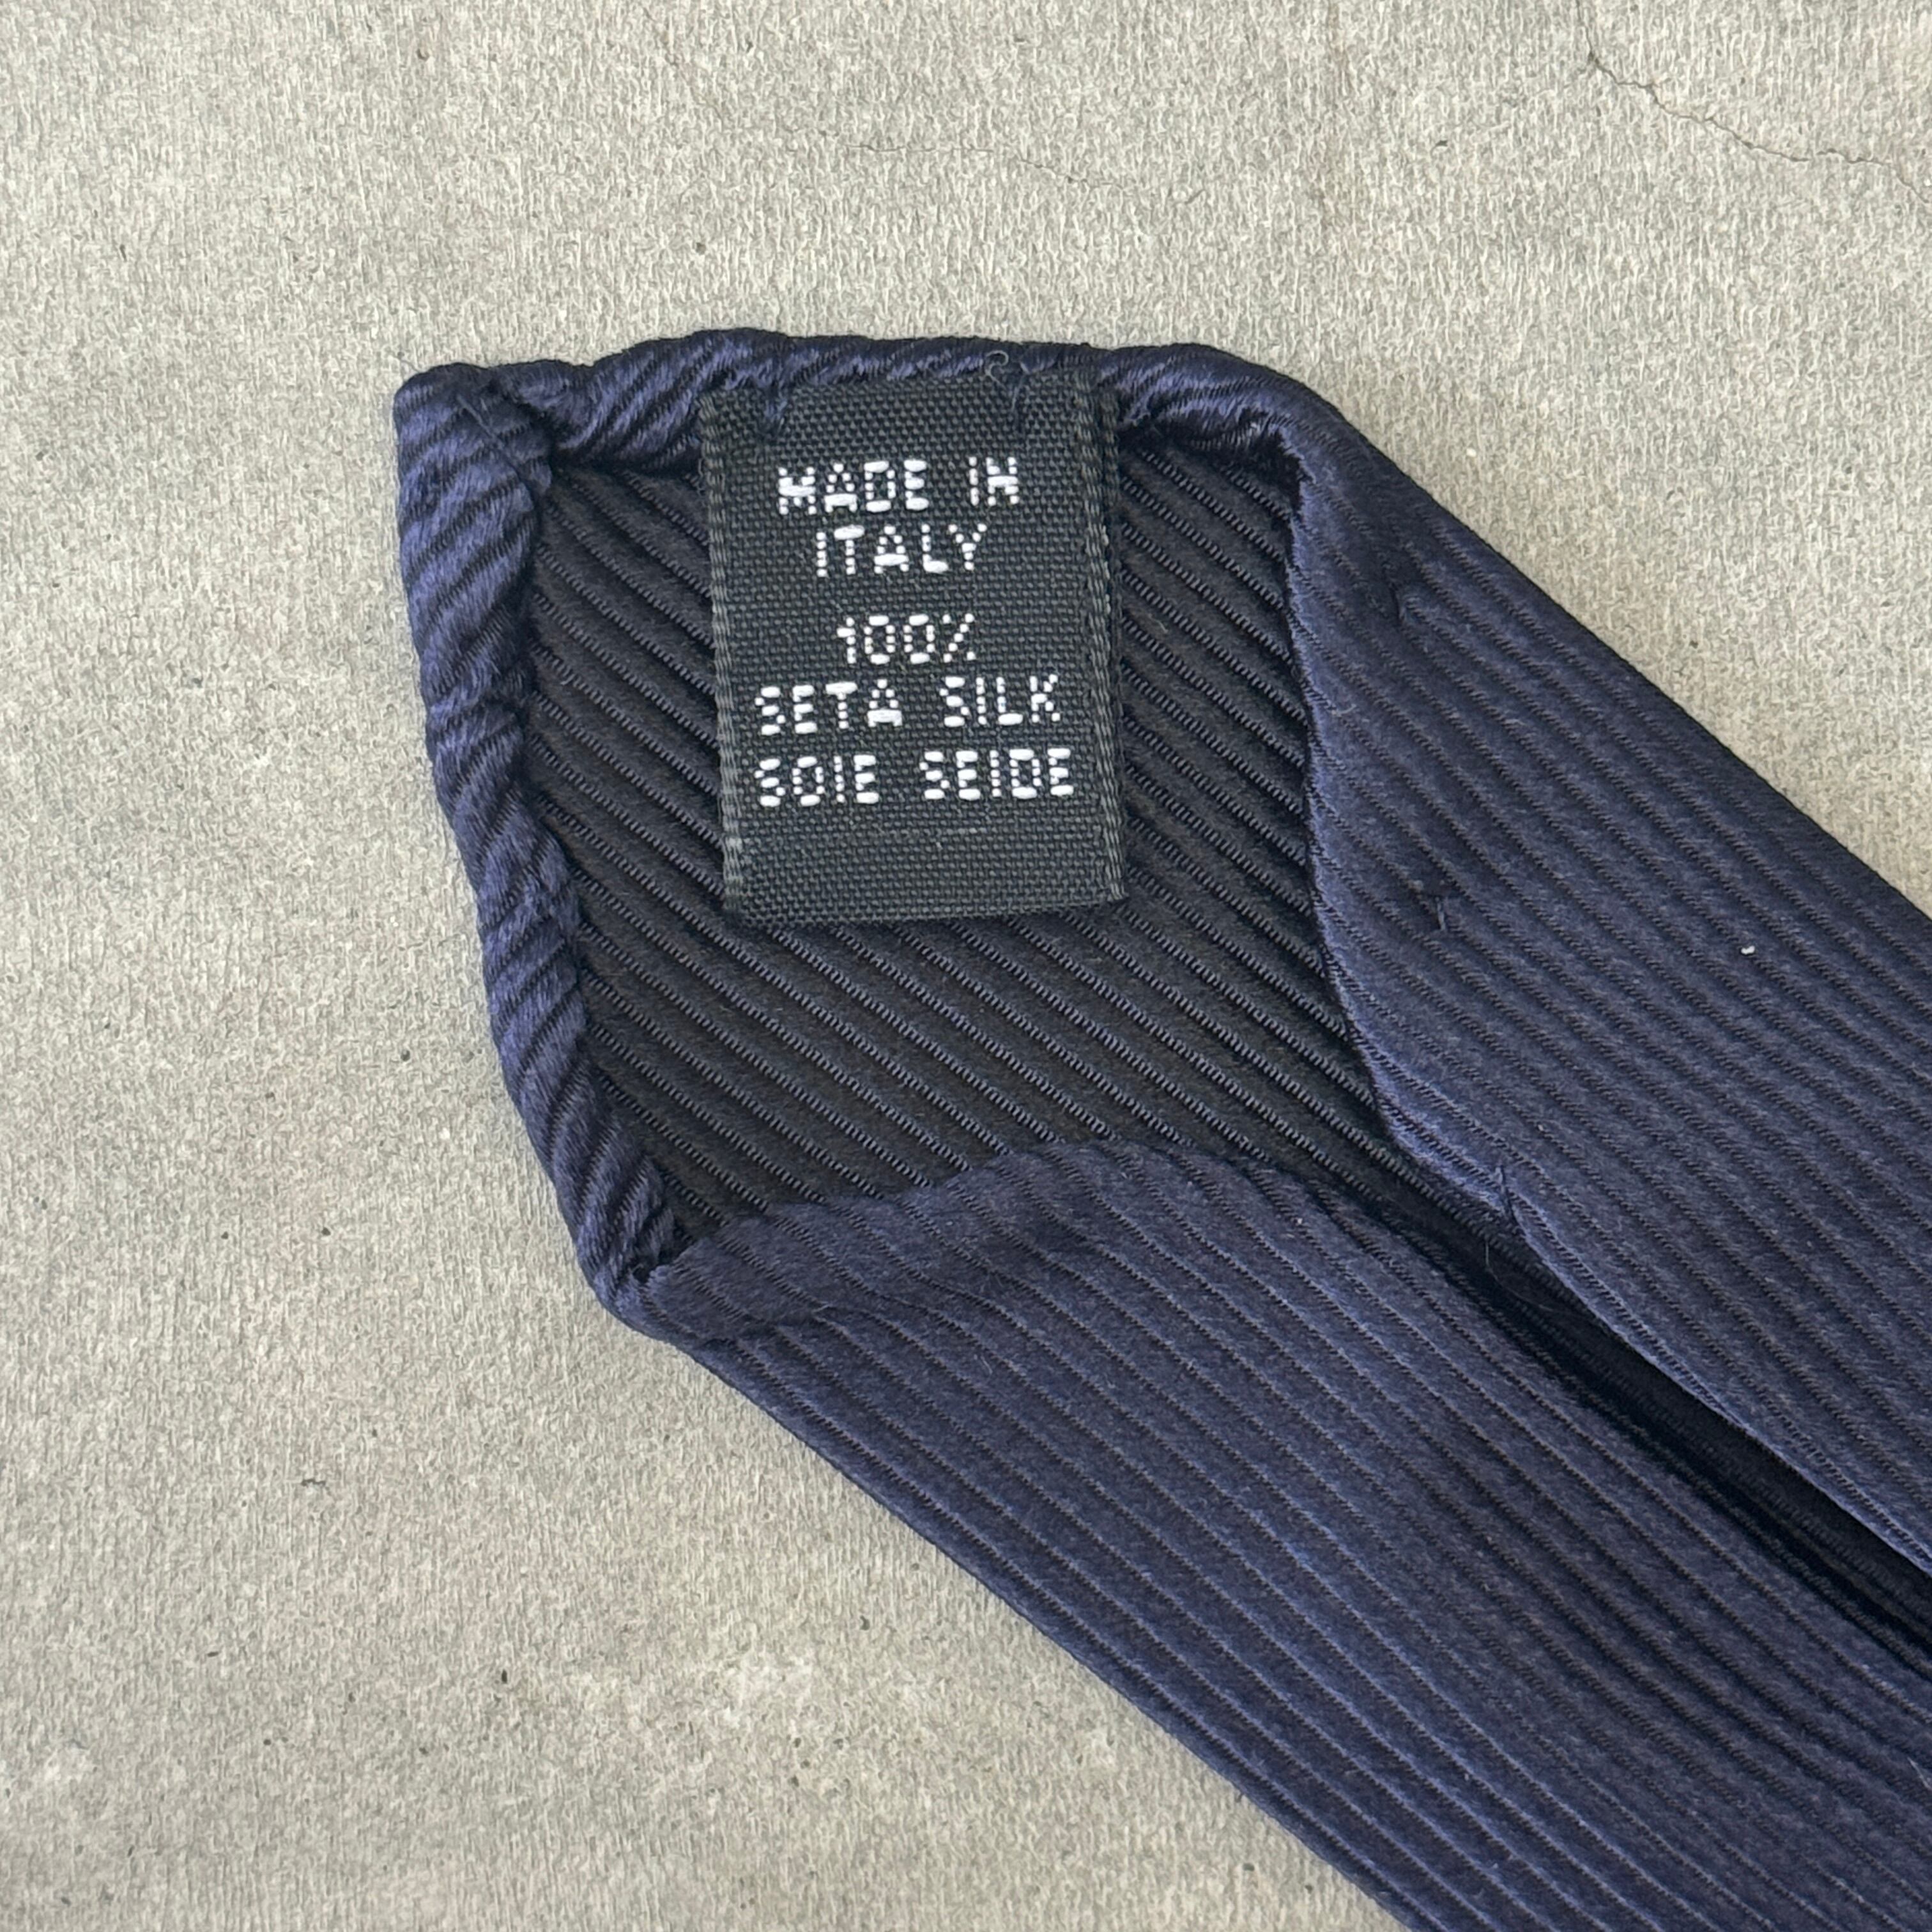 MADE IN
ITALY
100%
SETA SILK
SOIE SEIDE